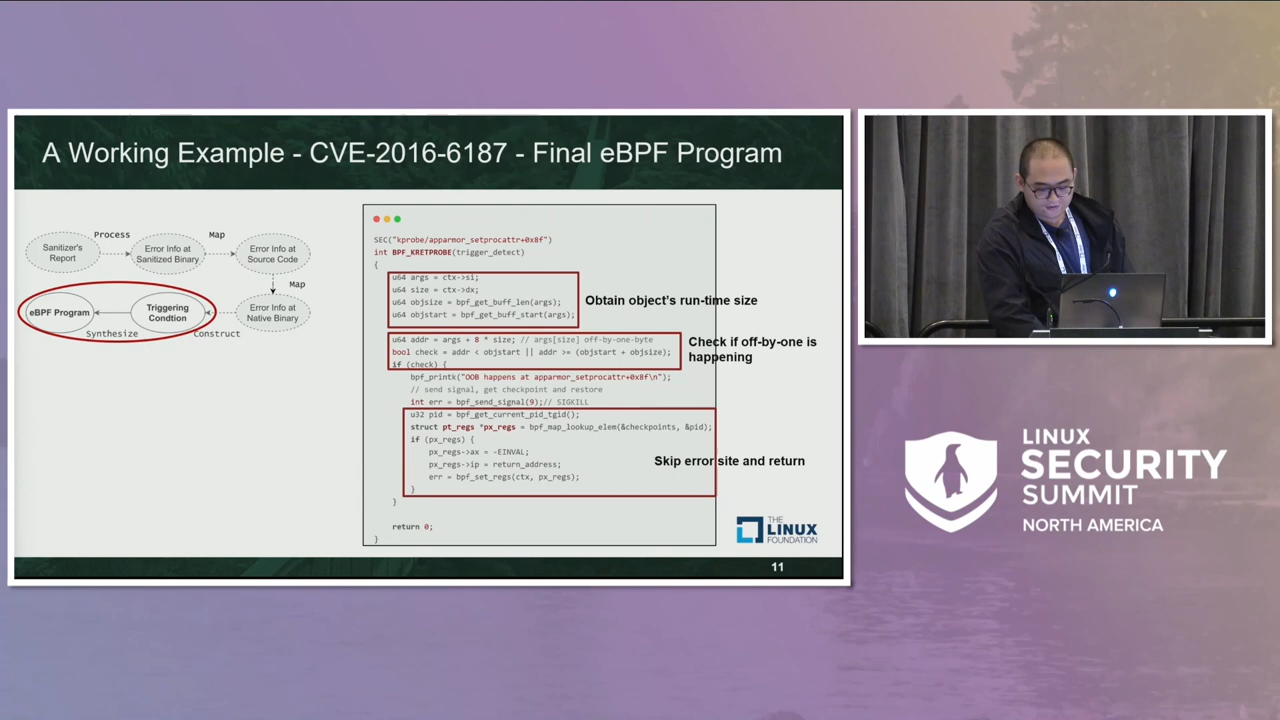 A Working Example - CVE-2016-6187 - Final eBPF Program
Process
Map
Sanitizer's
Report
Error Info at
Sanitized Binary
Error Info at
Source Code
Map
eBPF Program
Triggering
Condtion
Error Info at
Native Binary
Synthesize
Construct
SEC("kprobe/apparmor_setprocattr+0x8f")
int BPF_KRETPROBE(trigger_detect)
{
u64 args = ctx->si;
u64 size = ctx->dx;
u64 objsize = bpf_get_buff_len(args);
u64 objstart = bpf_get_buff_start(args);
Obtain object's run-time size
u64 addr = args + 8 * size; // args[size] off-by-one-byte
bool check = addr < objstart || addr >= (objstart + objsize);
if (check) {
Check if off-by-one is
happening
bpf_printk("OOB happens at apparmor_setprocattr+0x8f\n");
// send signal, get checkpoint and restore
int err = bpf_send_signal(9);// SIGKILL
u32 pid = bpf_get_current_pid_tgid();
struct pt_regs *px_regs = bpf_map_lookup_elem(&checkpoints, &pid);
if (px_regs) {
px_regs->ax = -EINVAL;
px_regs->ip = return_address;
err = bpf_set_regs(ctx, px_regs);
}
Skip error site and return
}
return 0;
}
THE
LINUX
FOUNDATION
11
LINUX
SECURITY
SUMMIT
NORTH AMERICA